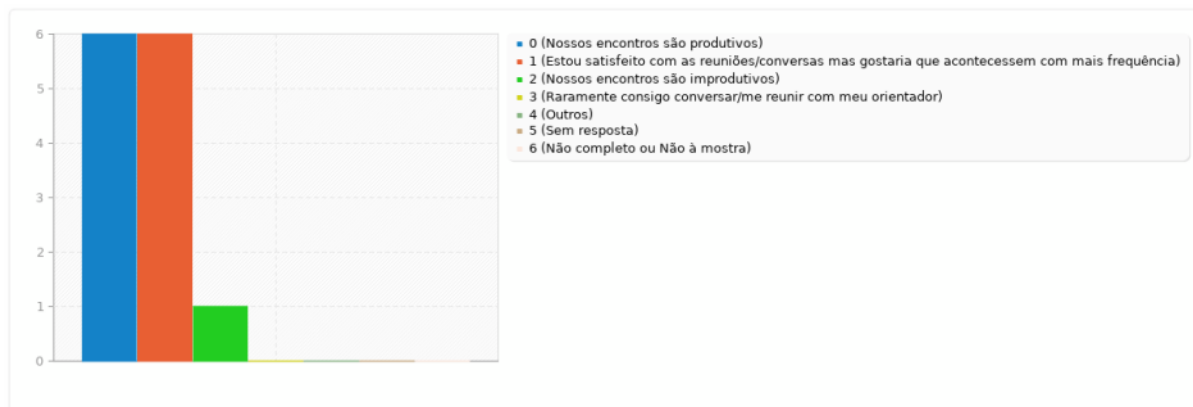 6
5
4
3
2
1
0
0 (Nossos encontros são produtivos)
1 (Estou satisfeito com as reuniões/conversas mas gostaria que acontecessem com mais frequência)
2 (Nossos encontros são improdutivos)
3 (Raramente consigo conversar/me reunir com meu orientador)
4 (Outros)
5 (Sem resposta)
6 (Não completo ou Não à mostra)